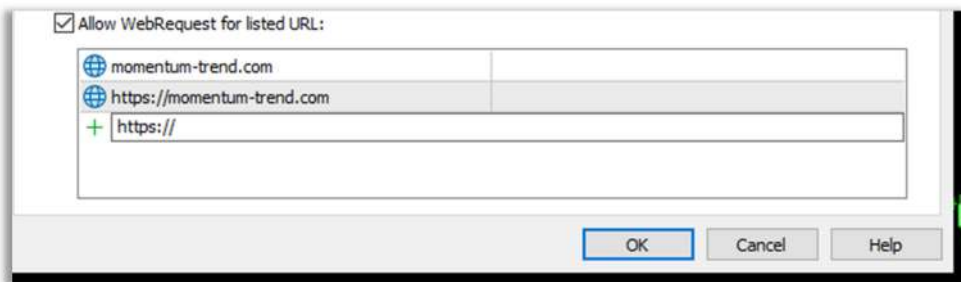 Allow WebRequest for listed URL:
momentum-trend.com
https://momentum-trend.com
https://
OK Cancel Help